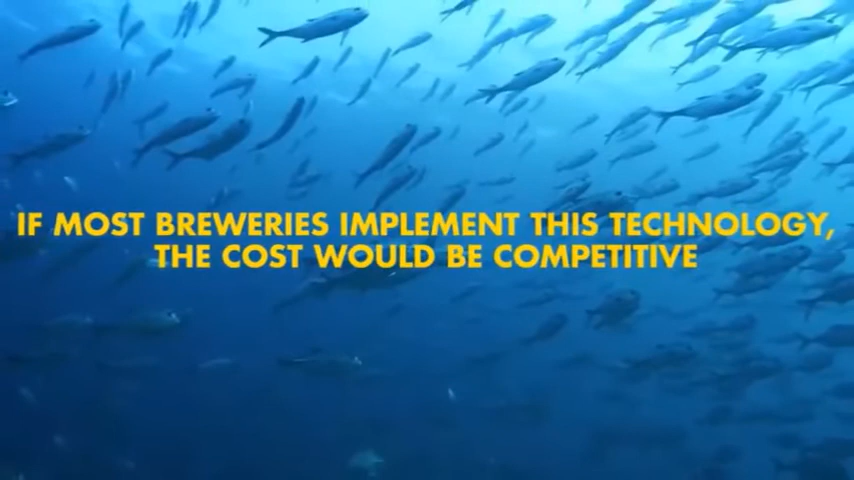 IF MOST BREWERIES IMPLEMENT THIS TECHNOLOGY,
THE COST WOULD BE COMPETITIVE